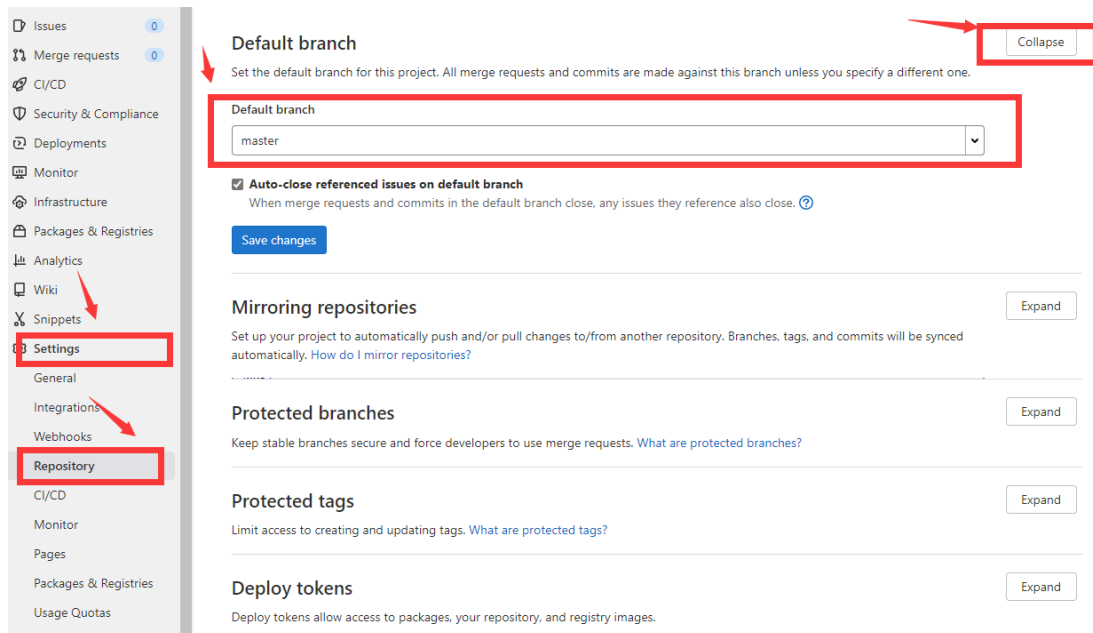 Issues 0
Merge requests 0
CI/CD
Security & Compliance
Deployments
Monitor
Infrastructure
Packages & Registries
Analytics
Wiki
Snippets
Settings
General
Integrations
Webhooks
Repository
CI/CD
Monitor
Pages
Packages & Registries
Usage Quotas
Default branch
Collapse
Set the default branch for this project. All merge requests and commits are made against this branch unless you specify a different one.
Default branch
master
Auto-close referenced issues on default branch
When merge requests and commits in the default branch close, any issues they reference also close. ?
Save changes
Mirroring repositories
Expand
Set up your project to automatically push and/or pull changes to/from another repository. Branches, tags, and commits will be synced
automatically. How do I mirror repositories?
Protected branches
Expand
Keep stable branches secure and force developers to use merge requests. What are protected branches?
Protected tags
Expand
Limit access to creating and updating tags. What are protected tags?
Deploy tokens
Expand
Deploy tokens allow access to packages, your repository, and registry images.